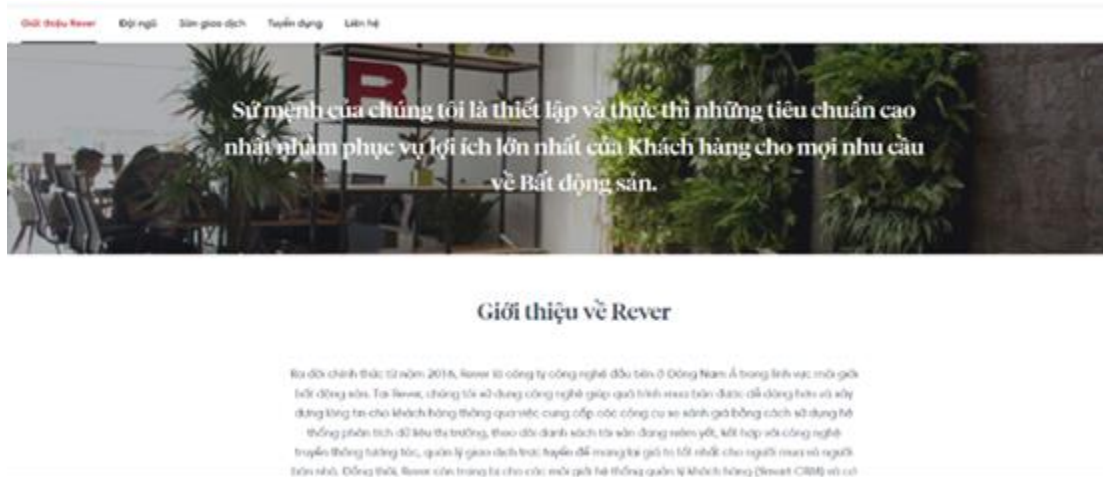 Giới thiệu Rever Đội ngũ Sàn giao dịch Tuyển dụng Liên hệ
R
Sứ mệnh của chúng tôi là thiết lập và thực thi những tiêu chuẩn cao
nhất nhằm phục vụ lợi ích lớn nhất của Khách hàng cho mọi nhu cầu
về Bất động sản.
Giới thiệu về Rever
Ra đời chính thức từ năm 2016, Rever là công ty công nghệ đầu tiên ở Đông Nam Á trong lĩnh vực môi giới
bất động sản. Tại Rever, chúng tôi sử dụng công nghệ giúp quá trình mua bán được dễ dàng hơn và xây
dựng lòng tin cho khách hàng thông qua việc cung cấp các công cụ so sánh giá bằng cách sử dụng hệ
thống phân tích dữ liệu thị trường, theo dõi danh sách tài sản đang niêm yết, kết hợp với công nghệ
truyền thông tương tác, quản lý giao dịch trực tuyến để mang lại giá trị tốt nhất cho người mua và người
bán nhà. Đồng thời, Rever còn trang bị cho các môi giới hệ thống quản lý khách hàng (Smart CRM) và cơ